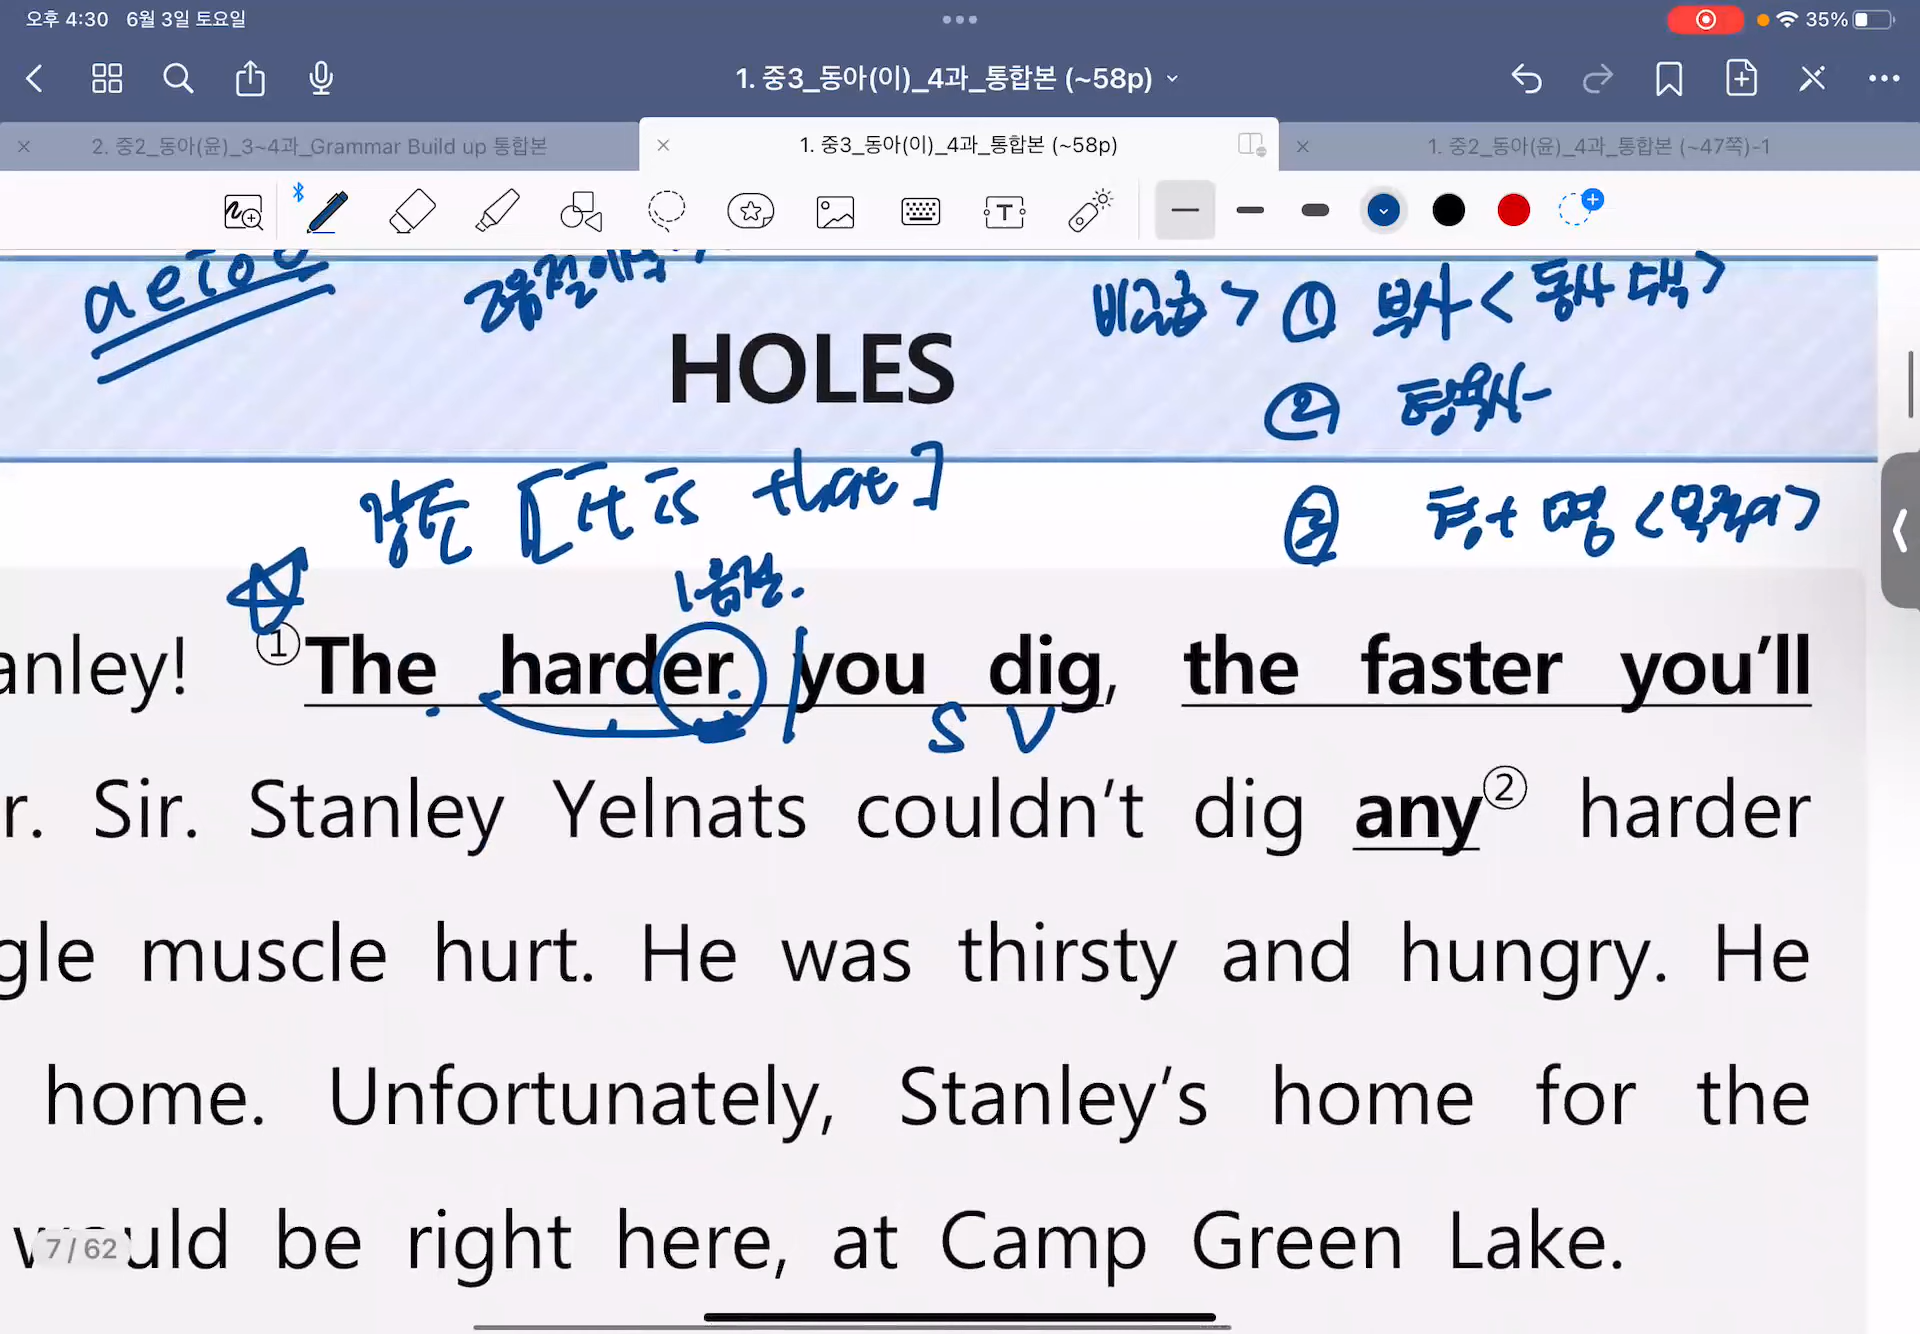 오후 4:30 6월 3일 토요일
35%
1. 중3_동아(이)_4과_통합본 (~58p)
2. 중2_동아(윤)_3~4과_Grammar Build up 통합본
1. 중3_동아(이)_4과_통합본 (~58p)
1. 중2_동아(윤)_4과_통합본 (~47쪽)-1
aeiou
비교급 > ① 부사 <동사 수식>
HOLES
② 형용사
강조 [It is that]
③ 형+명 <목적어>
1음절.
anley! ①The harder you dig, the faster you’ll
S V
r. Sir. Stanley Yelnats couldn’t dig any② harder
gle muscle hurt. He was thirsty and hungry. He
home. Unfortunately, Stanley’s home for the
would be right here, at Camp Green Lake.
7/62